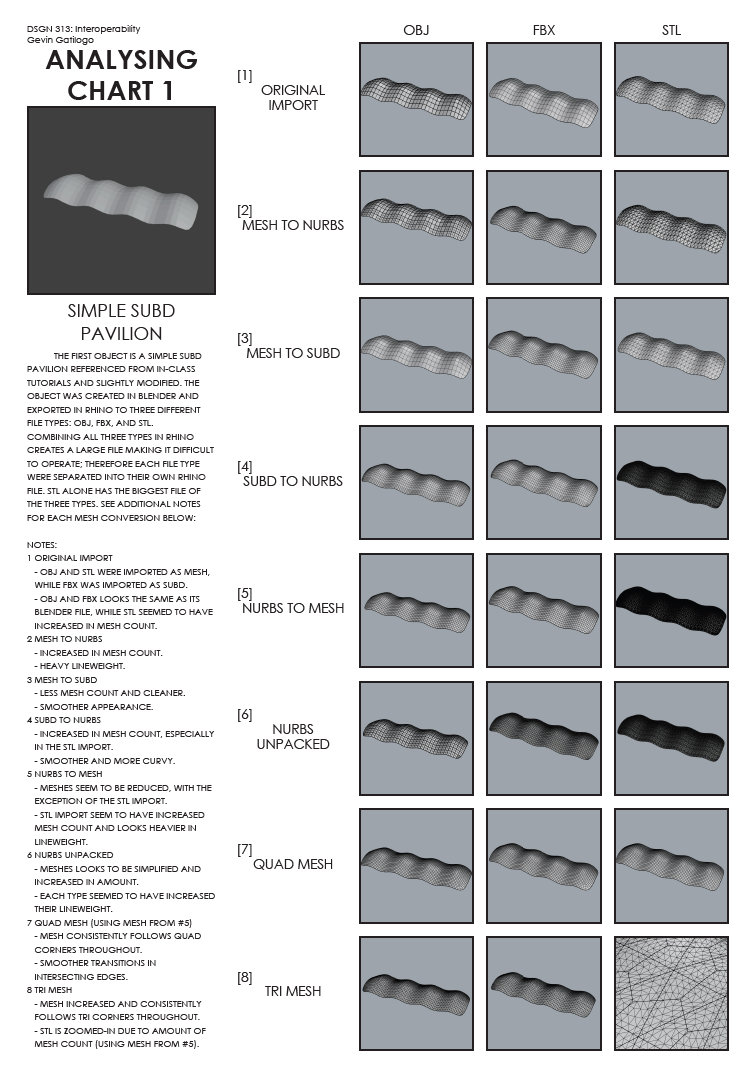 DSGN 313: Interoperability
Gevin Gatilogo
ANALYSING
CHART 1
SIMPLE SUBD
PAVILION
THE FIRST OBJECT IS A SIMPLE SUBD
PAVILION REFERENCED FROM IN-CLASS
TUTORIALS AND SLIGHTLY MODIFIED. THE
OBJECT WAS CREATED IN BLENDER AND
EXPORTED IN RHINO TO THREE DIFFERENT
FILE TYPES: OBJ, FBX, AND STL.
COMBINING ALL THREE TYPES IN RHINO
CREATES A LARGE FILE MAKING IT DIFFICULT
TO OPERATE; THEREFORE EACH FILE TYPE
WERE SEPARATED INTO THEIR OWN RHINO
FILE. STL ALONE HAS THE BIGGEST FILE OF
THE THREE TYPES. SEE ADDITIONAL NOTES
FOR EACH MESH CONVERSION BELOW:
NOTES:
1 ORIGINAL IMPORT
- OBJ AND STL WERE IMPORTED AS MESH,
WHILE FBX WAS IMPORTED AS SUBD.
- OBJ AND FBX LOOKS THE SAME AS ITS
BLENDER FILE, WHILE STL SEEMED TO HAVE
INCREASED IN MESH COUNT.
2 MESH TO NURBS
- INCREASED IN MESH COUNT.
- HEAVY LINEWEIGHT.
3 MESH TO SUBD
- LESS MESH COUNT AND CLEANER.
- SMOOTHER APPEARANCE.
4 SUBD TO NURBS
- INCREASED IN MESH COUNT, ESPECIALLY
IN THE STL IMPORT.
- SMOOTHER AND MORE CURVY.
5 NURBS TO MESH
- MESHES SEEM TO BE REDUCED, WITH THE
EXCEPTION OF THE STL IMPORT.
- STL IMPORT SEEM TO HAVE INCREASED
MESH COUNT AND LOOKS HEAVIER IN
LINEWEIGHT.
6 NURBS UNPACKED
- MESHES LOOKS TO BE SIMPLIFIED AND
INCREASED IN AMOUNT.
- EACH TYPE SEEMED TO HAVE INCREASED
THEIR LINEWEIGHT.
7 QUAD MESH (USING MESH FROM #5)
- MESH CONSISTENTLY FOLLOWS QUAD
CORNERS THROUGHOUT.
- SMOOTHER TRANSITIONS IN
INTERSECTING EDGES.
8 TRI MESH
- MESH INCREASED AND CONSISTENTLY
FOLLOWS TRI CORNERS THROUGHOUT.
- STL IS ZOOMED-IN DUE TO AMOUNT OF
MESH COUNT (USING MESH FROM #5).
OBJ FBX STL
[1]
ORIGINAL
IMPORT
[2]
MESH TO NURBS
[3]
MESH TO SUBD
[4]
SUBD TO NURBS
[5]
NURBS TO MESH
[6]
NURBS
UNPACKED
[7]
QUAD MESH
[8]
TRI MESH